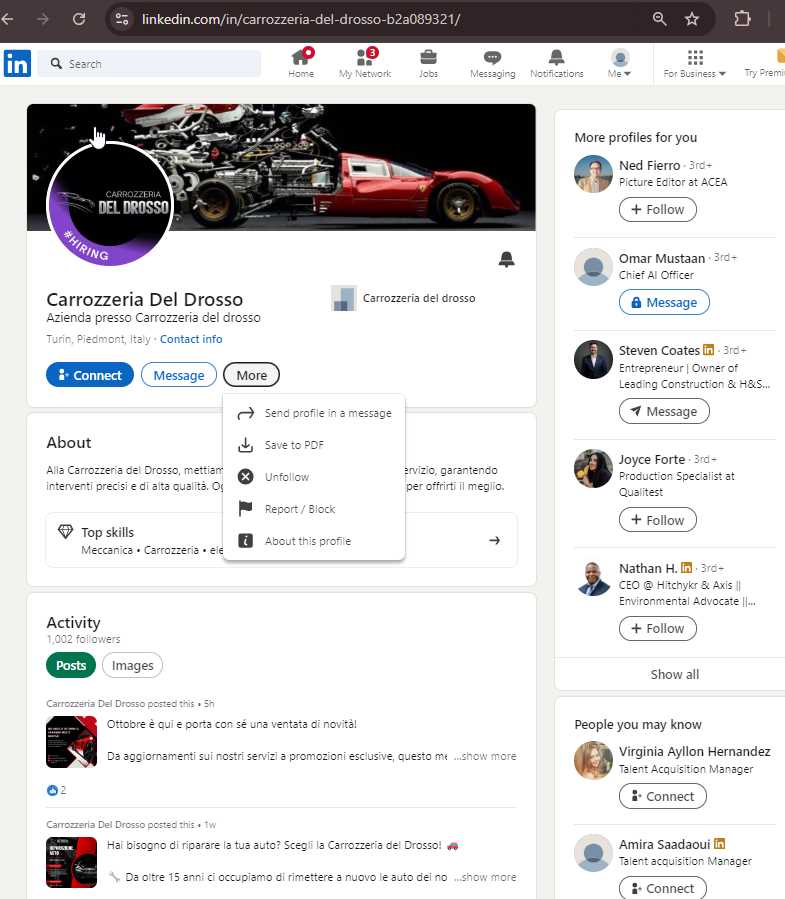 linkedin.com/in/carrozzeria-del-drosso-b2a089321/
in
Search
Home
3
My Network
Jobs
Messaging
Notifications
Me
For Business
Try Premi
CARROZZERIA
DEL DROSSO
#HIRING
Carrozzeria Del Drosso
Azienda presso Carrozzeria del drosso
Turin, Piedmont, Italy · Contact info
Carrozzeria del drosso
Connect
Message
More
Send profile in a message
Save to PDF
Unfollow
Report / Block
About this profile
About
Alla Carrozzeria del Drosso, mettiam ervizio, garantendo
interventi precisi e di alta qualità. Og per offrirti il meglio.
Top skills
Meccanica • Carrozzeria • ele
Activity
1,002 followers
Posts
Images
Carrozzeria Del Drosso posted this • 5h
Ottobre è qui e porta con sé una ventata di novità!
Da aggiornamenti sui nostri servizi a promozioni esclusive, questo me ...show more
2
Carrozzeria Del Drosso posted this • 1w
Hai bisogno di riparare la tua auto? Scegli la Carrozzeria del Drosso! 🚗
🔧 Da oltre 15 anni ci occupiamo di rimettere a nuovo le auto dei no ...show more
More profiles for you
Ned Fierro · 3rd+
Picture Editor at ACEA
+ Follow
Omar Mustaan · 3rd+
Chief AI Officer
Message
Steven Coates in · 3rd+
Entrepreneur | Owner of
Leading Construction & H&S...
Message
Joyce Forte · 3rd+
Production Specialist at
Qualitest
+ Follow
Nathan H. in · 3rd+
CEO @ Hitchykr & Axis ||
Environmental Advocate ||...
+ Follow
Show all
People you may know
Virginia Ayllon Hernandez
Talent Acquisition Manager
Connect
Amira Saadaoui in
Talent acquisition Manager
Connect